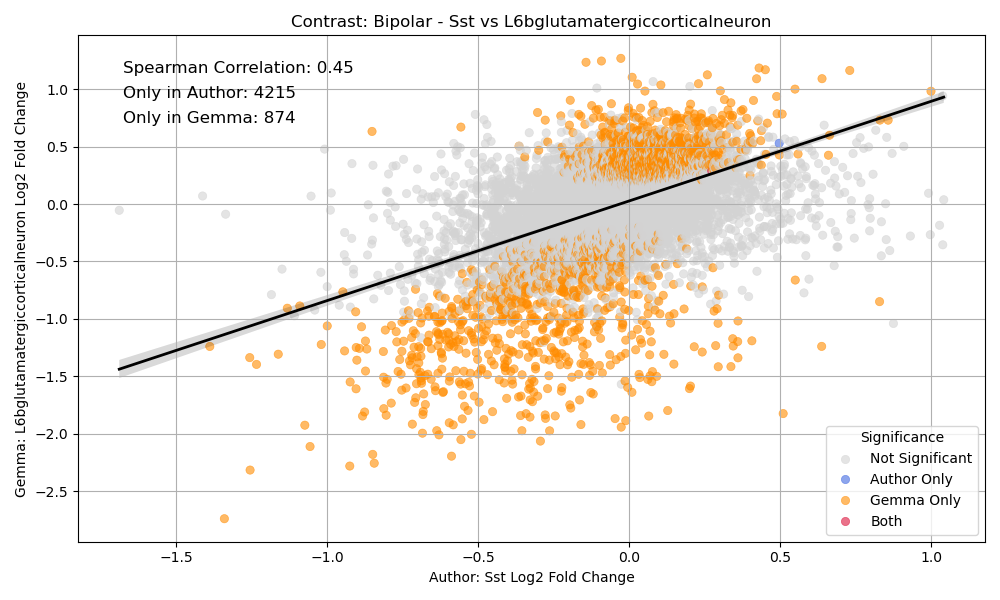 Contrast: Bipolar - Sst vs L6bglutamatergiccorticalneuron
Spearman Correlation: 0.45
Only in Author: 4215
Only in Gemma: 874
Gemma: L6bglutamatergiccorticalneuron Log2 Fold Change
1.0
0.5
0.0
−0.5
−1.0
−1.5
−2.0
−2.5
Significance
Not Significant
Author Only
Gemma Only
Both
−1.5
−1.0
−0.5
0.0
0.5
1.0
Author: Sst Log2 Fold Change